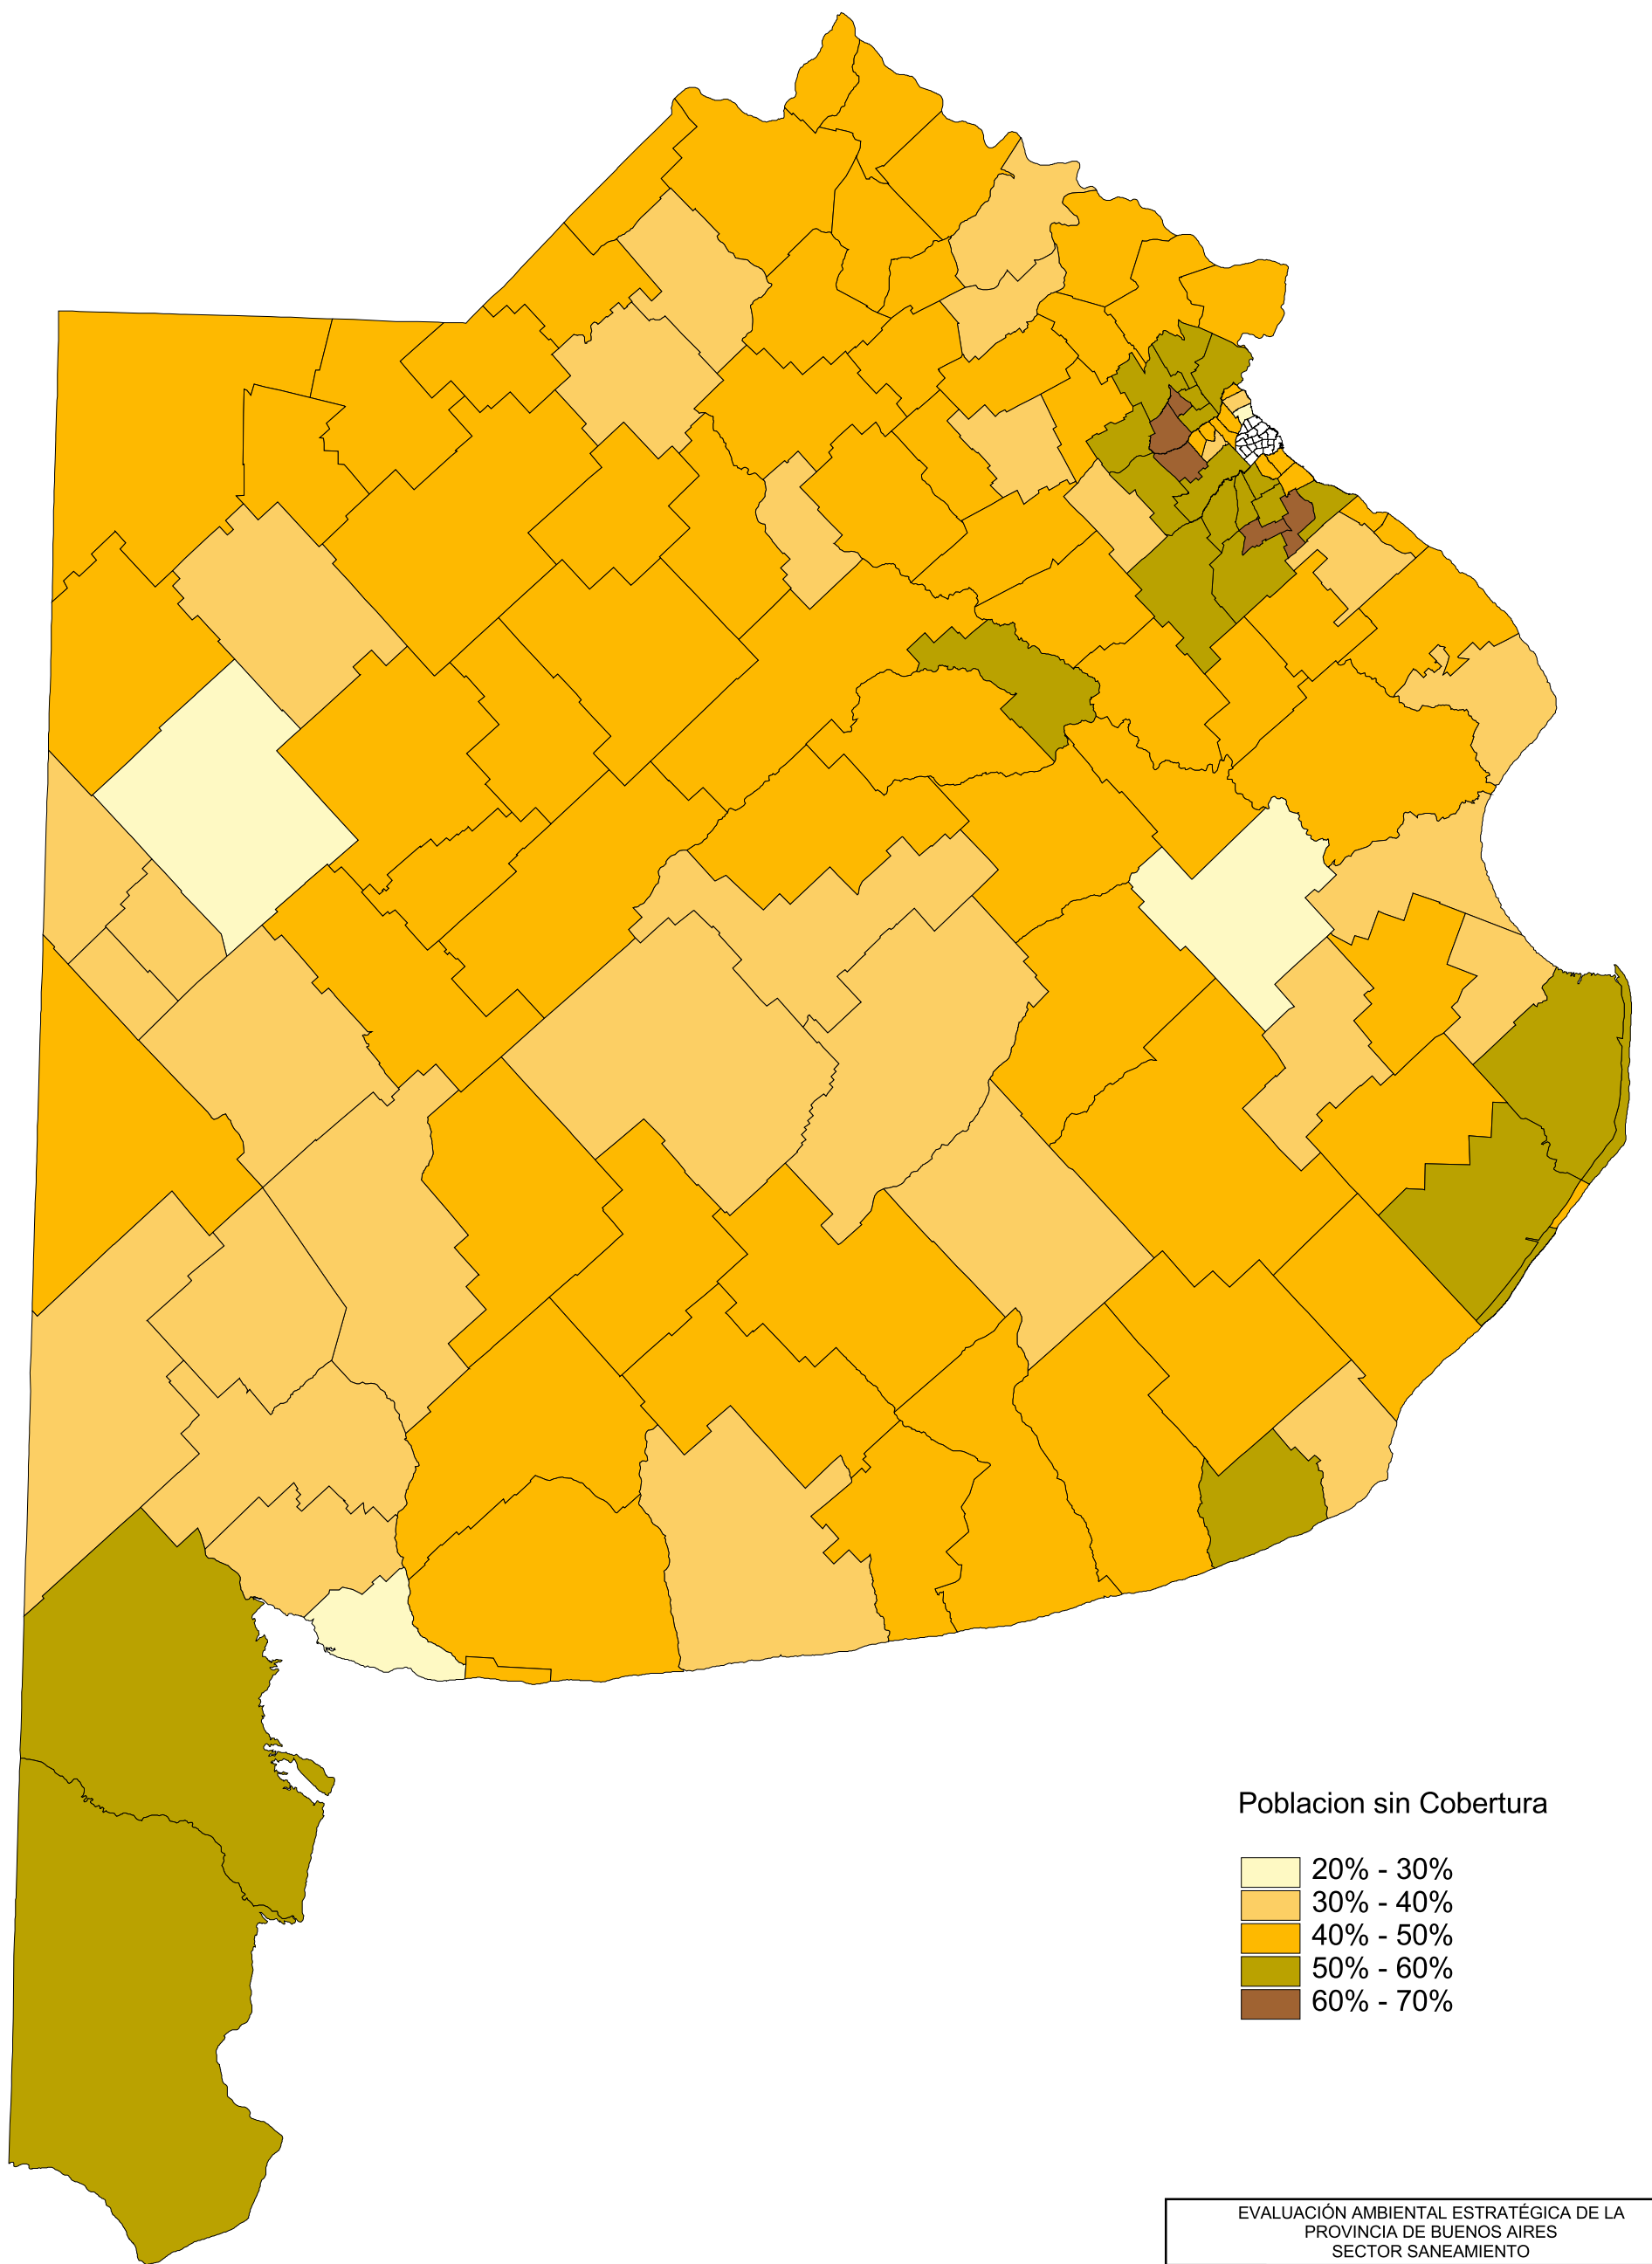 Poblacion sin Cobertura
20% - 30%
30% - 40%
40% - 50%
50% - 60%
60% - 70%
EVALUACIÓN AMBIENTAL ESTRATÉGICA DE LA
PROVINCIA DE BUENOS AIRES
SECTOR SANEAMIENTO